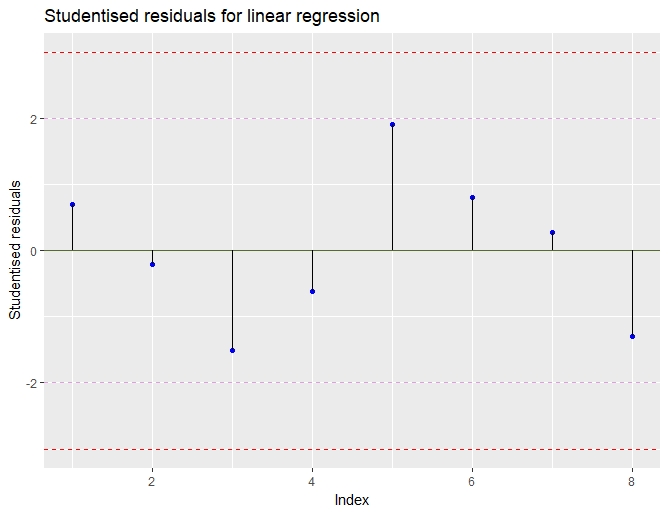 Studentised residuals for linear regression
Studentised residuals
2
0
-2
2
4
6
8
Index